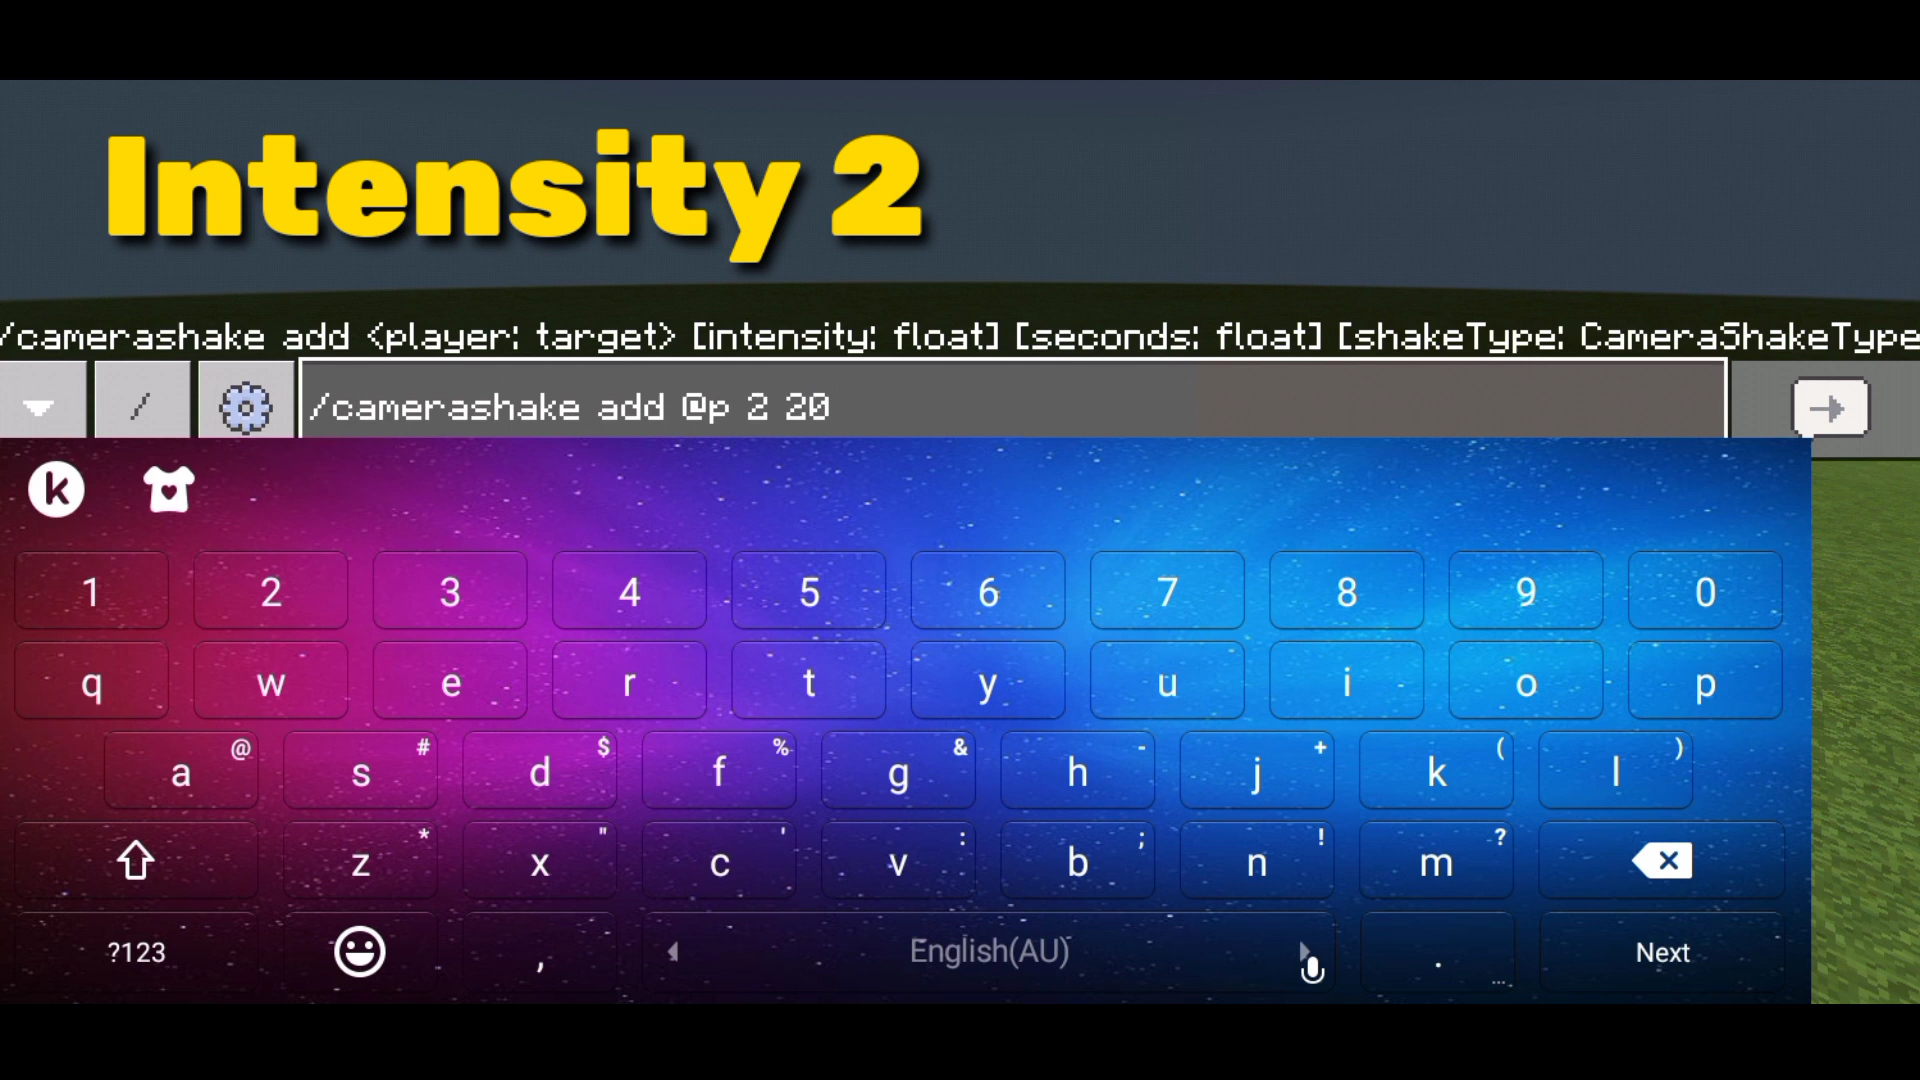 Intensity 2
/camerashake add <player: target> [intensity: float] [seconds: float] [shakeType: CameraShakeType
/
/camerashake add @p 2 20
k
1 2 3 4 5 6 7 8 9 0
q w e r t y u i o p
@ # $ % & - + ( )
a s d f g h j k l
* " ' : ; ! ?
z x c v b n m
?123 , English(AU) . ... Next